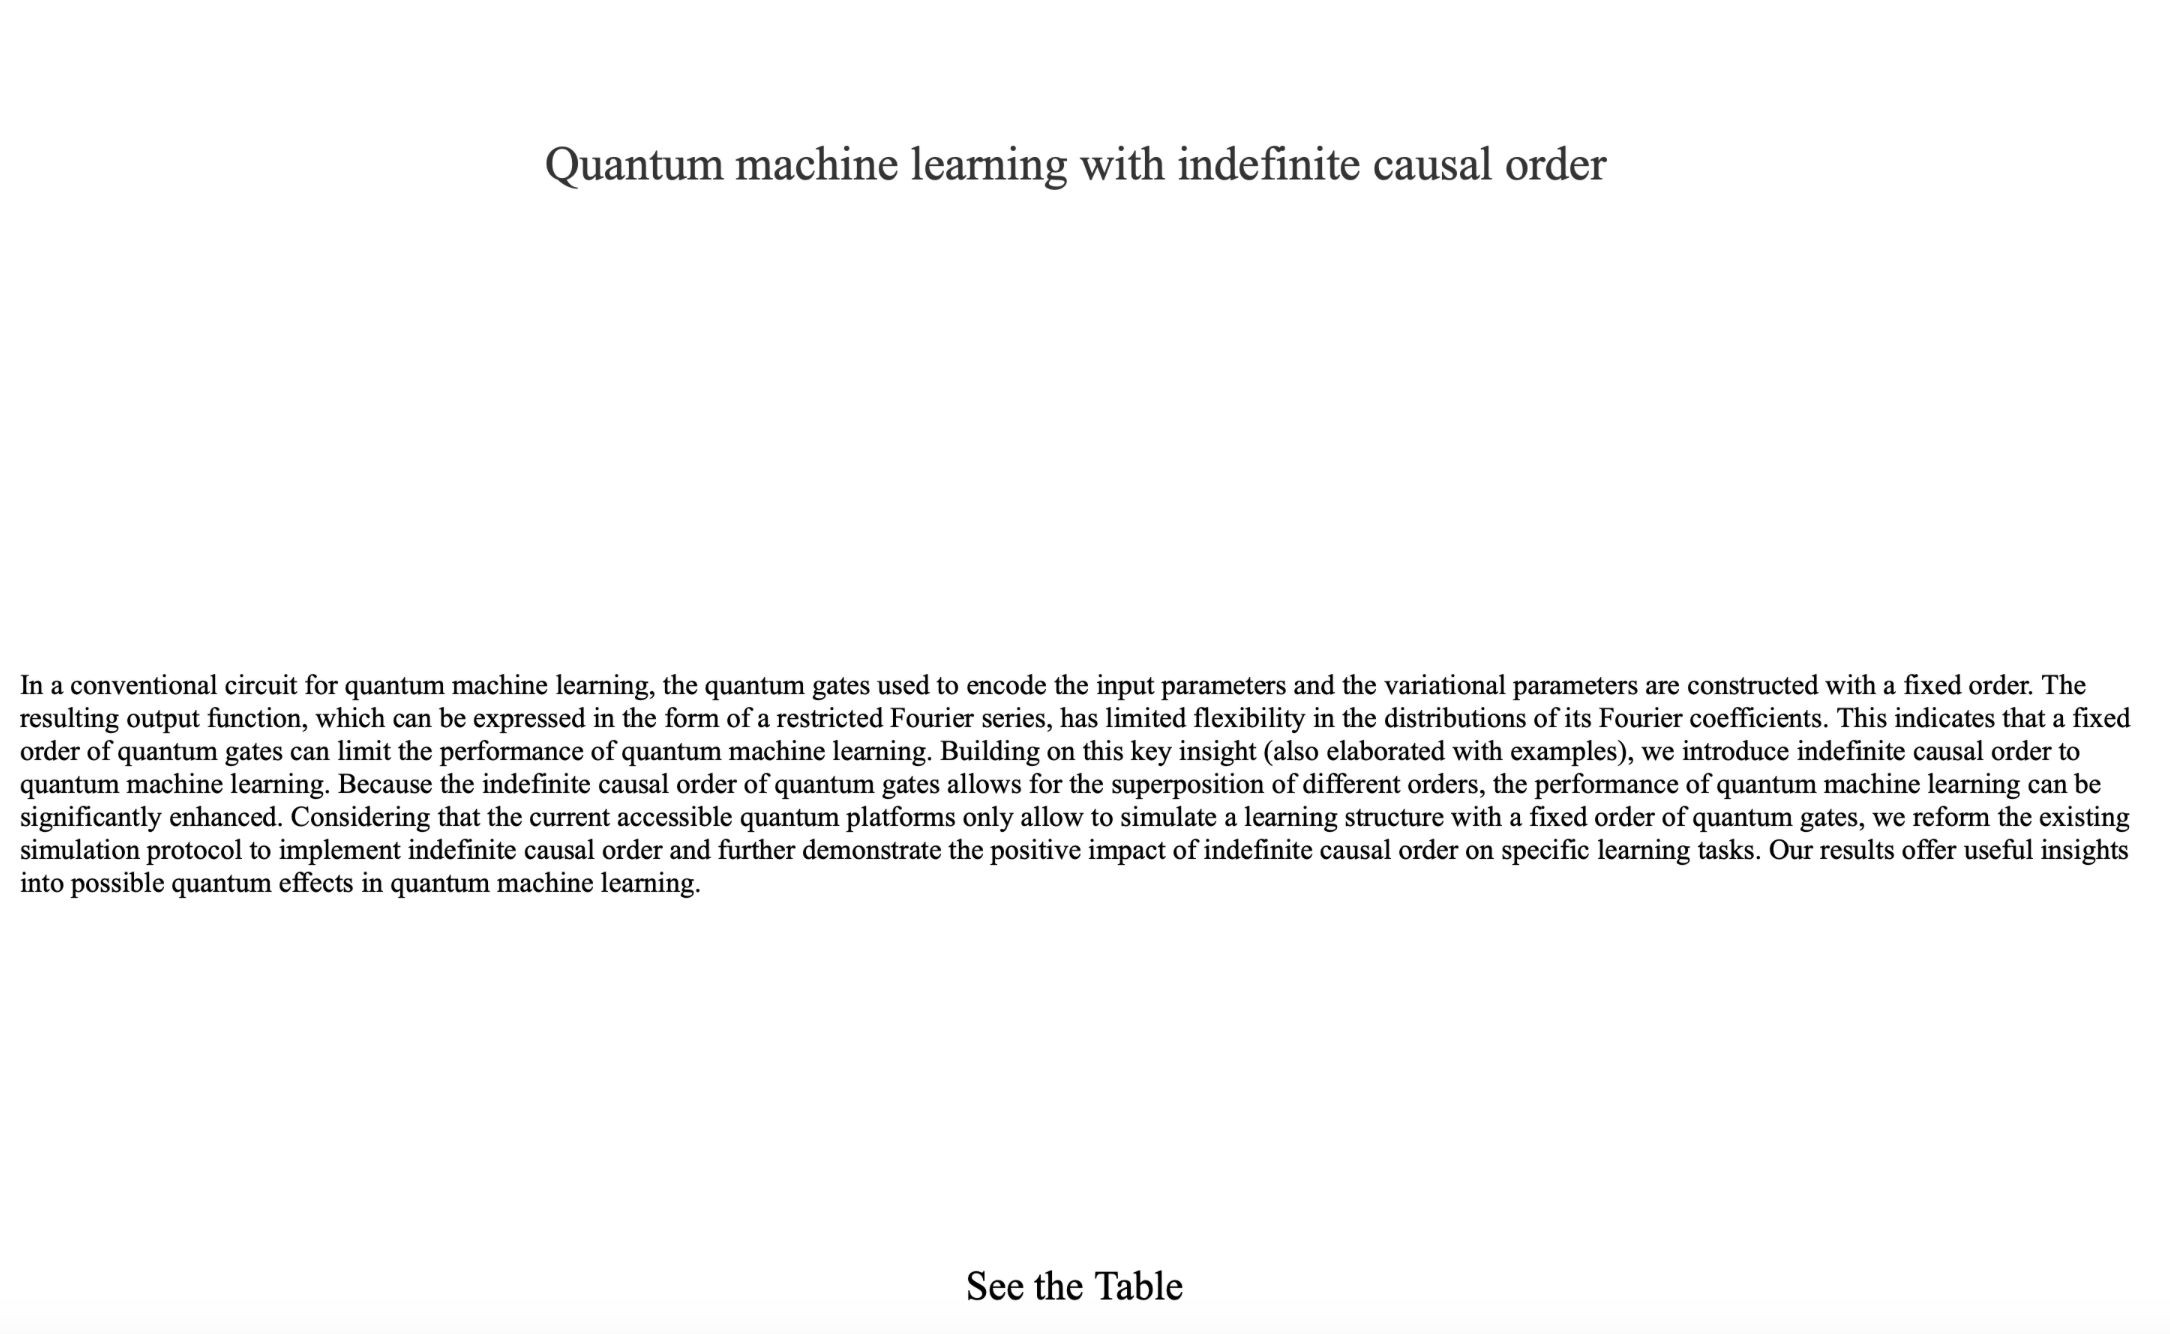 Quantum machine learning with indefinite causal order
In a conventional circuit for quantum machine learning, the quantum gates used to encode the input parameters and the variational parameters are constructed with a fixed order. The
resulting output function, which can be expressed in the form of a restricted Fourier series, has limited flexibility in the distributions of its Fourier coefficients. This indicates that a fixed
order of quantum gates can limit the performance of quantum machine learning. Building on this key insight (also elaborated with examples), we introduce indefinite causal order to
quantum machine learning. Because the indefinite causal order of quantum gates allows for the superposition of different orders, the performance of quantum machine learning can be
significantly enhanced. Considering that the current accessible quantum platforms only allow to simulate a learning structure with a fixed order of quantum gates, we reform the existing
simulation protocol to implement indefinite causal order and further demonstrate the positive impact of indefinite causal order on specific learning tasks. Our results offer useful insights
into possible quantum effects in quantum machine learning.
See the Table